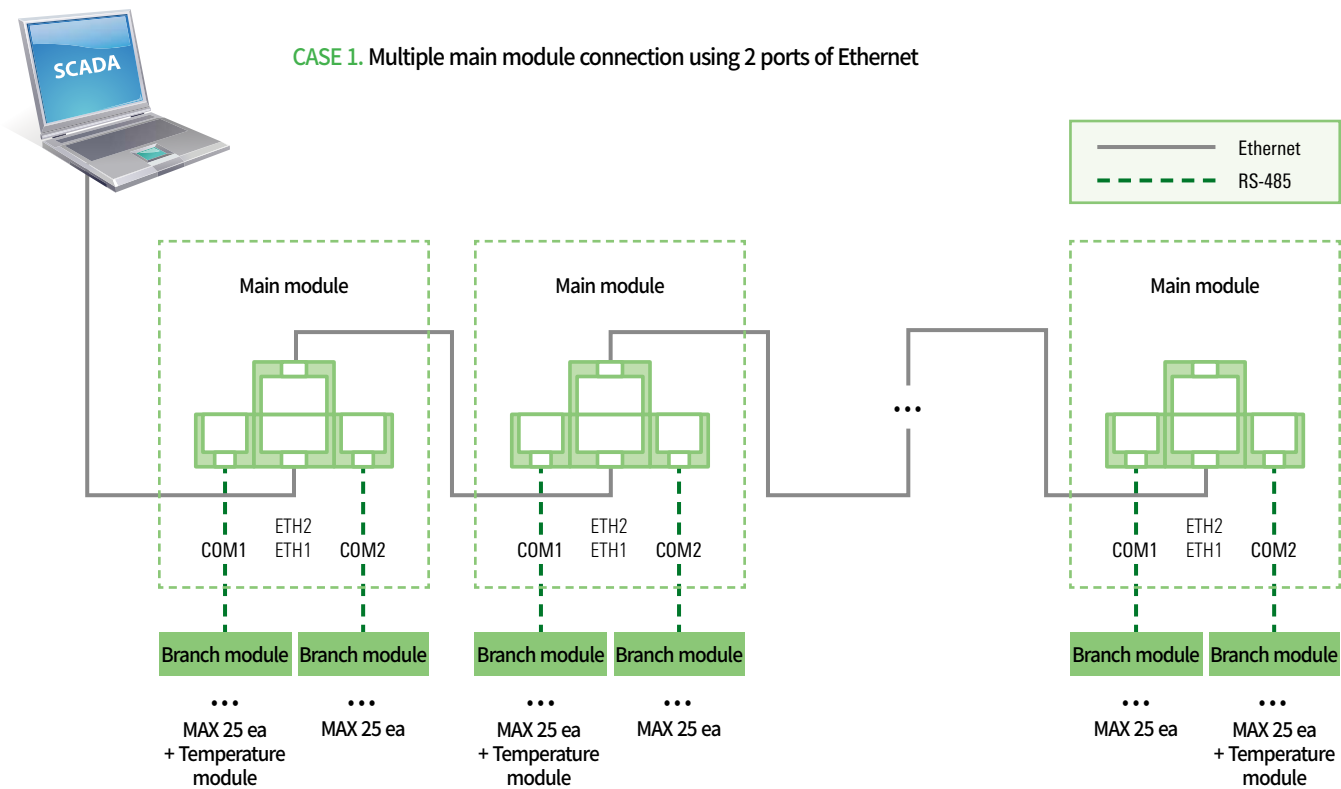 SCADA
CASE 1. Multiple main module connection using 2 ports of Ethernet
Ethernet
RS-485
Main module
Main module
Main module
...
COM1
ETH2
ETH1
COM2
COM1
ETH2
ETH1
COM2
COM1
ETH2
ETH1
COM2
Branch module
Branch module
Branch module
Branch module
Branch module
Branch module
...
MAX 25 ea
+ Temperature
module
...
MAX 25 ea
...
MAX 25 ea
+ Temperature
module
...
MAX 25 ea
...
MAX 25 ea
...
MAX 25 ea
+ Temperature
module